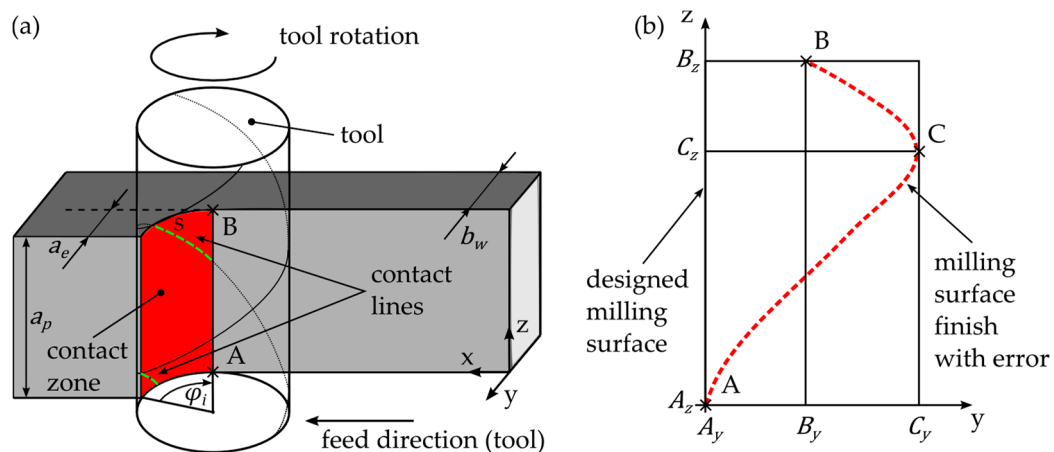 (a)
tool rotation
tool
B
s
a_e
b_w
contact
lines
a_p
contact
zone
A
z
x
y
φ_i
feed direction (tool)
(b)
z
B_z
B
C_z
C
designed
milling
surface
milling
surface
finish
with error
A
A_z
A_y
B_y
C_y
y